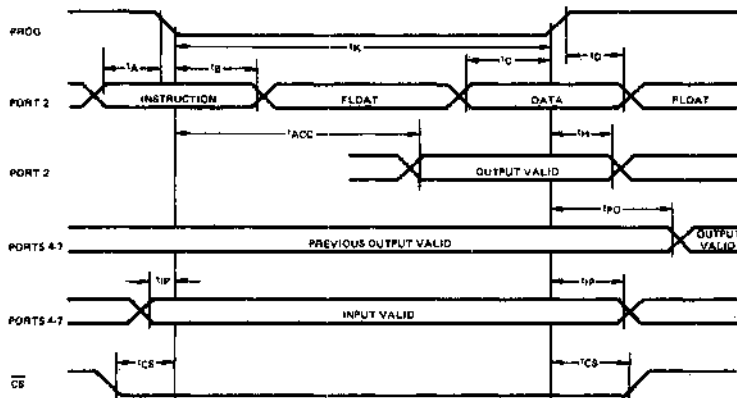 PROG
tK
tA
tB
tC
tD
PORT 2
INSTRUCTION
FLOAT
DATA
FLOAT
tACC
tH
PORT 2
OUTPUT VALID
tPO
PORTS 4-7
PREVIOUS OUTPUT VALID
OUTPUT
VALID
tIP
tIP
PORTS 4-7
INPUT VALID
tCS
tCS
CS